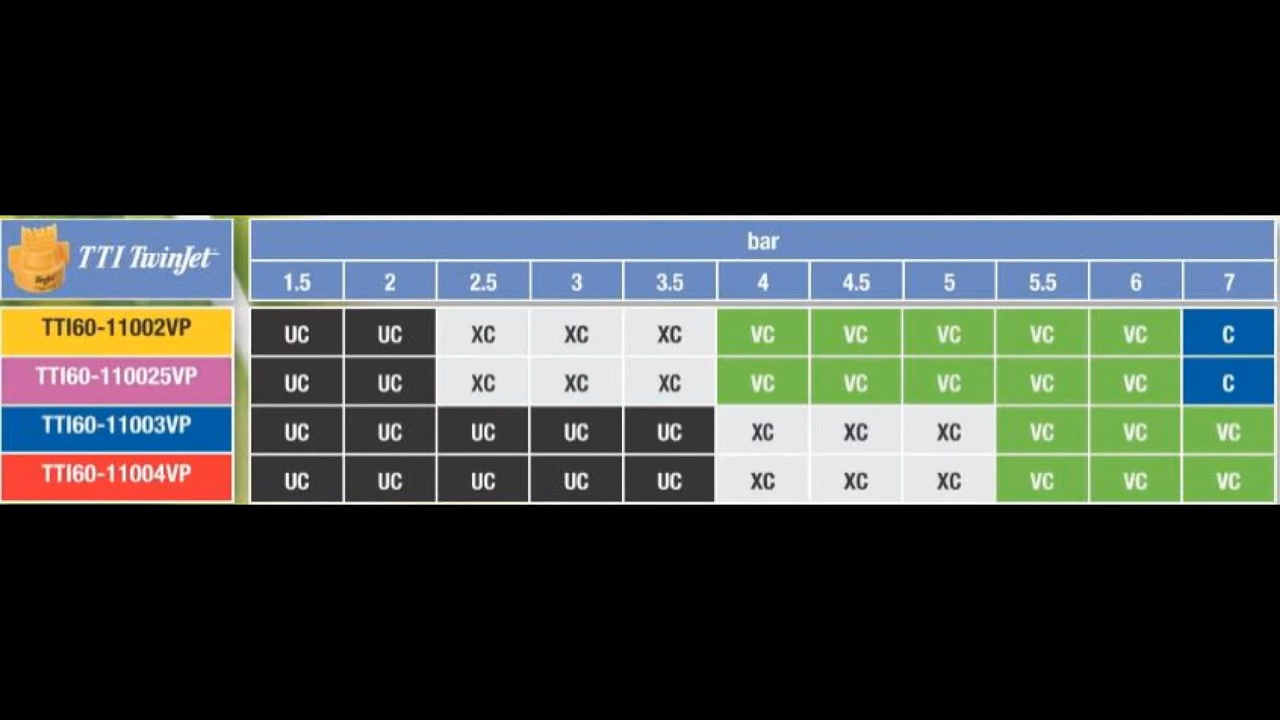 TTI TwinJet
bar
1.5 2 2.5 3 3.5 4 4.5 5 5.5 6 7
TTI60-11002VP UC UC XC XC XC VC VC VC VC VC C
TTI60-110025VP UC UC XC XC XC VC VC VC VC VC C
TTI60-11003VP UC UC UC UC UC XC XC XC VC VC VC
TTI60-11004VP UC UC UC UC UC XC XC XC VC VC VC